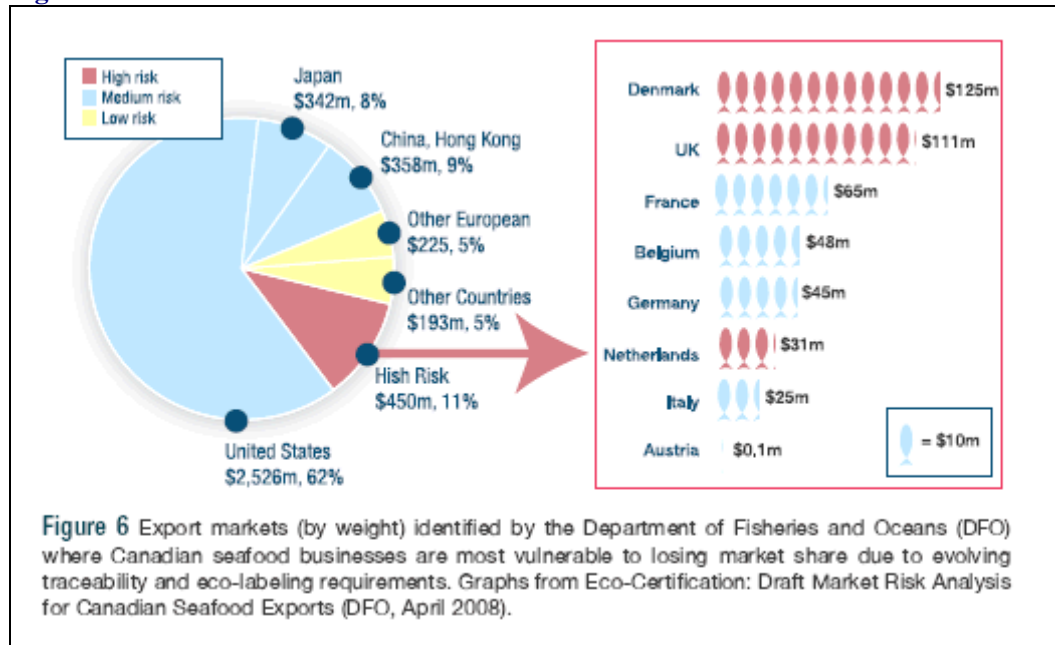 High risk
Medium risk
Low risk
Japan
$342m, 8%
China, Hong Kong
$358m, 9%
Other European
$225, 5%
Other Countries
$193m, 5%
Hish Risk
$450m, 11%
United States
$2,526m, 62%
Denmark $125m
UK $111m
France $65m
Belgium $48m
Germany $45m
Netherlands $31m
Italy $25m
Austria $0,1m
= $10m
Figure 6 Export markets (by weight) identified by the Department of Fisheries and Oceans (DFO)
where Canadian seafood businesses are most vulnerable to losing market share due to evolving
traceability and eco-labeling requirements. Graphs from Eco-Certification: Draft Market Risk Analysis
for Canadian Seafood Exports (DFO, April 2008).